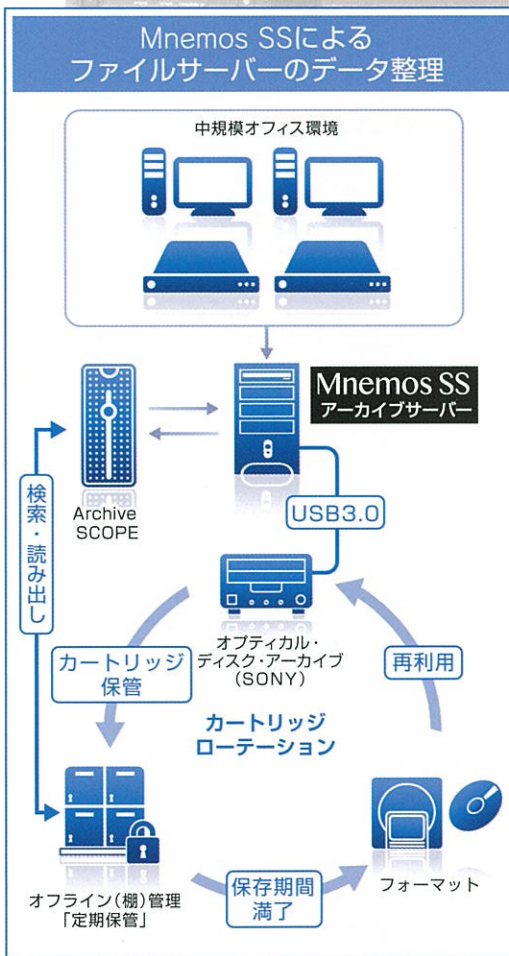 Mnemos SSによる
ファイルサーバーのデータ整理
中規模オフィス環境
Mnemos SS
アーカイブサーバー
Archive
SCOPE
USB3.0
検索・読み出し
オプティカル・
ディスク・アーカイブ
(SONY)
カートリッジ
保管
再利用
カートリッジ
ローテーション
オフライン(棚)管理
「定期保管」
保存期間
満了
フォーマット